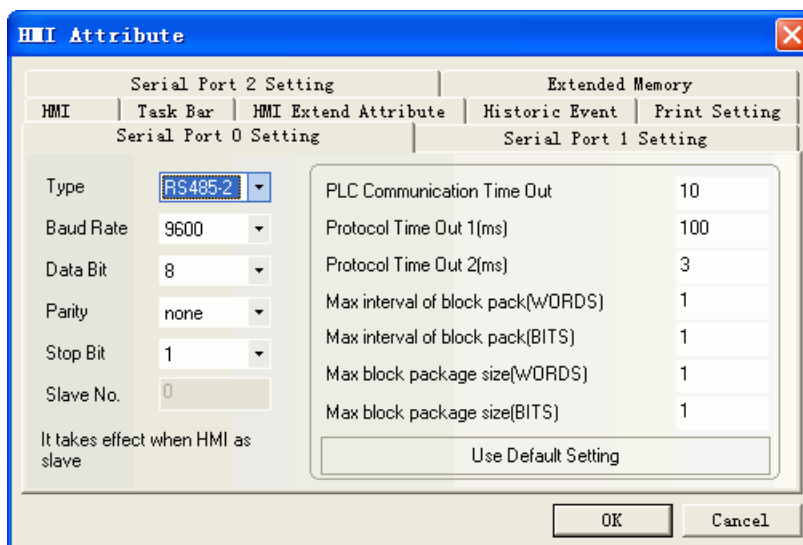 HMI Attribute
Serial Port 2 Setting Extended Memory
HMI Task Bar HMI Extend Attribute Historic Event Print Setting
Serial Port 0 Setting Serial Port 1 Setting
Type RS485-2
Baud Rate 9600
Data Bit 8
Parity none
Stop Bit 1
Slave No. 0
It takes effect when HMI as
slave
PLC Communication Time Out 10
Protocol Time Out 1(ms) 100
Protocol Time Out 2(ms) 3
Max interval of block pack(WORDS) 1
Max interval of block pack(BITS) 1
Max block package size(WORDS) 1
Max block package size(BITS) 1
Use Default Setting
OK Cancel